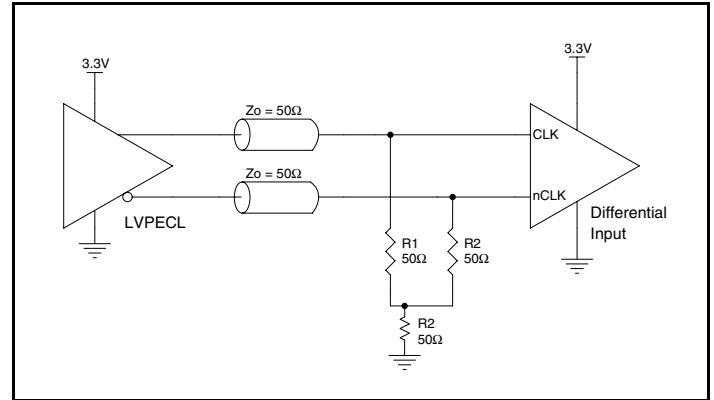 3.3V
3.3V
Zo = 50Ω
CLK
Zo = 50Ω
nCLK
LVPECL
Differential
Input
R1
50Ω
R2
50Ω
R2
50Ω